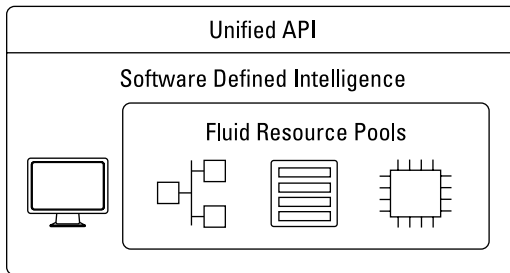 Unified API
Software Defined Intelligence
Fluid Resource Pools